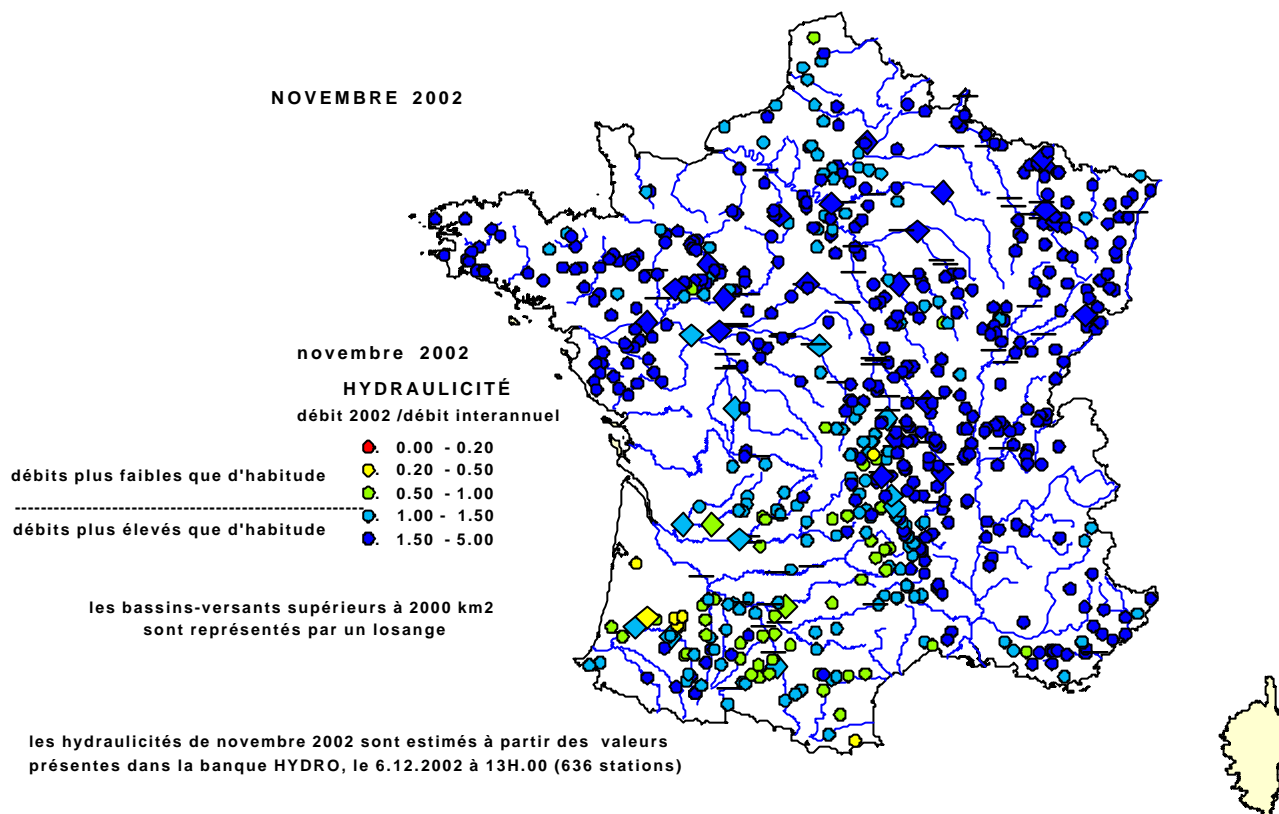 NOVEMBRE 2002
novembre 2002
HYDRAULICITÉ
débit 2002 /débit interannuel
0.00 - 0.20
0.20 - 0.50
débits plus faibles que d'habitude
0.50 - 1.00
1.00 - 1.50
débits plus élevés que d'habitude
1.50 - 5.00
les bassins-versants supérieurs à 2000 km2
sont représentés par un losange
les hydraulicités de novembre 2002 sont estimés à partir des valeurs
présentes dans la banque HYDRO, le 6.12.2002 à 13H.00 (636 stations)